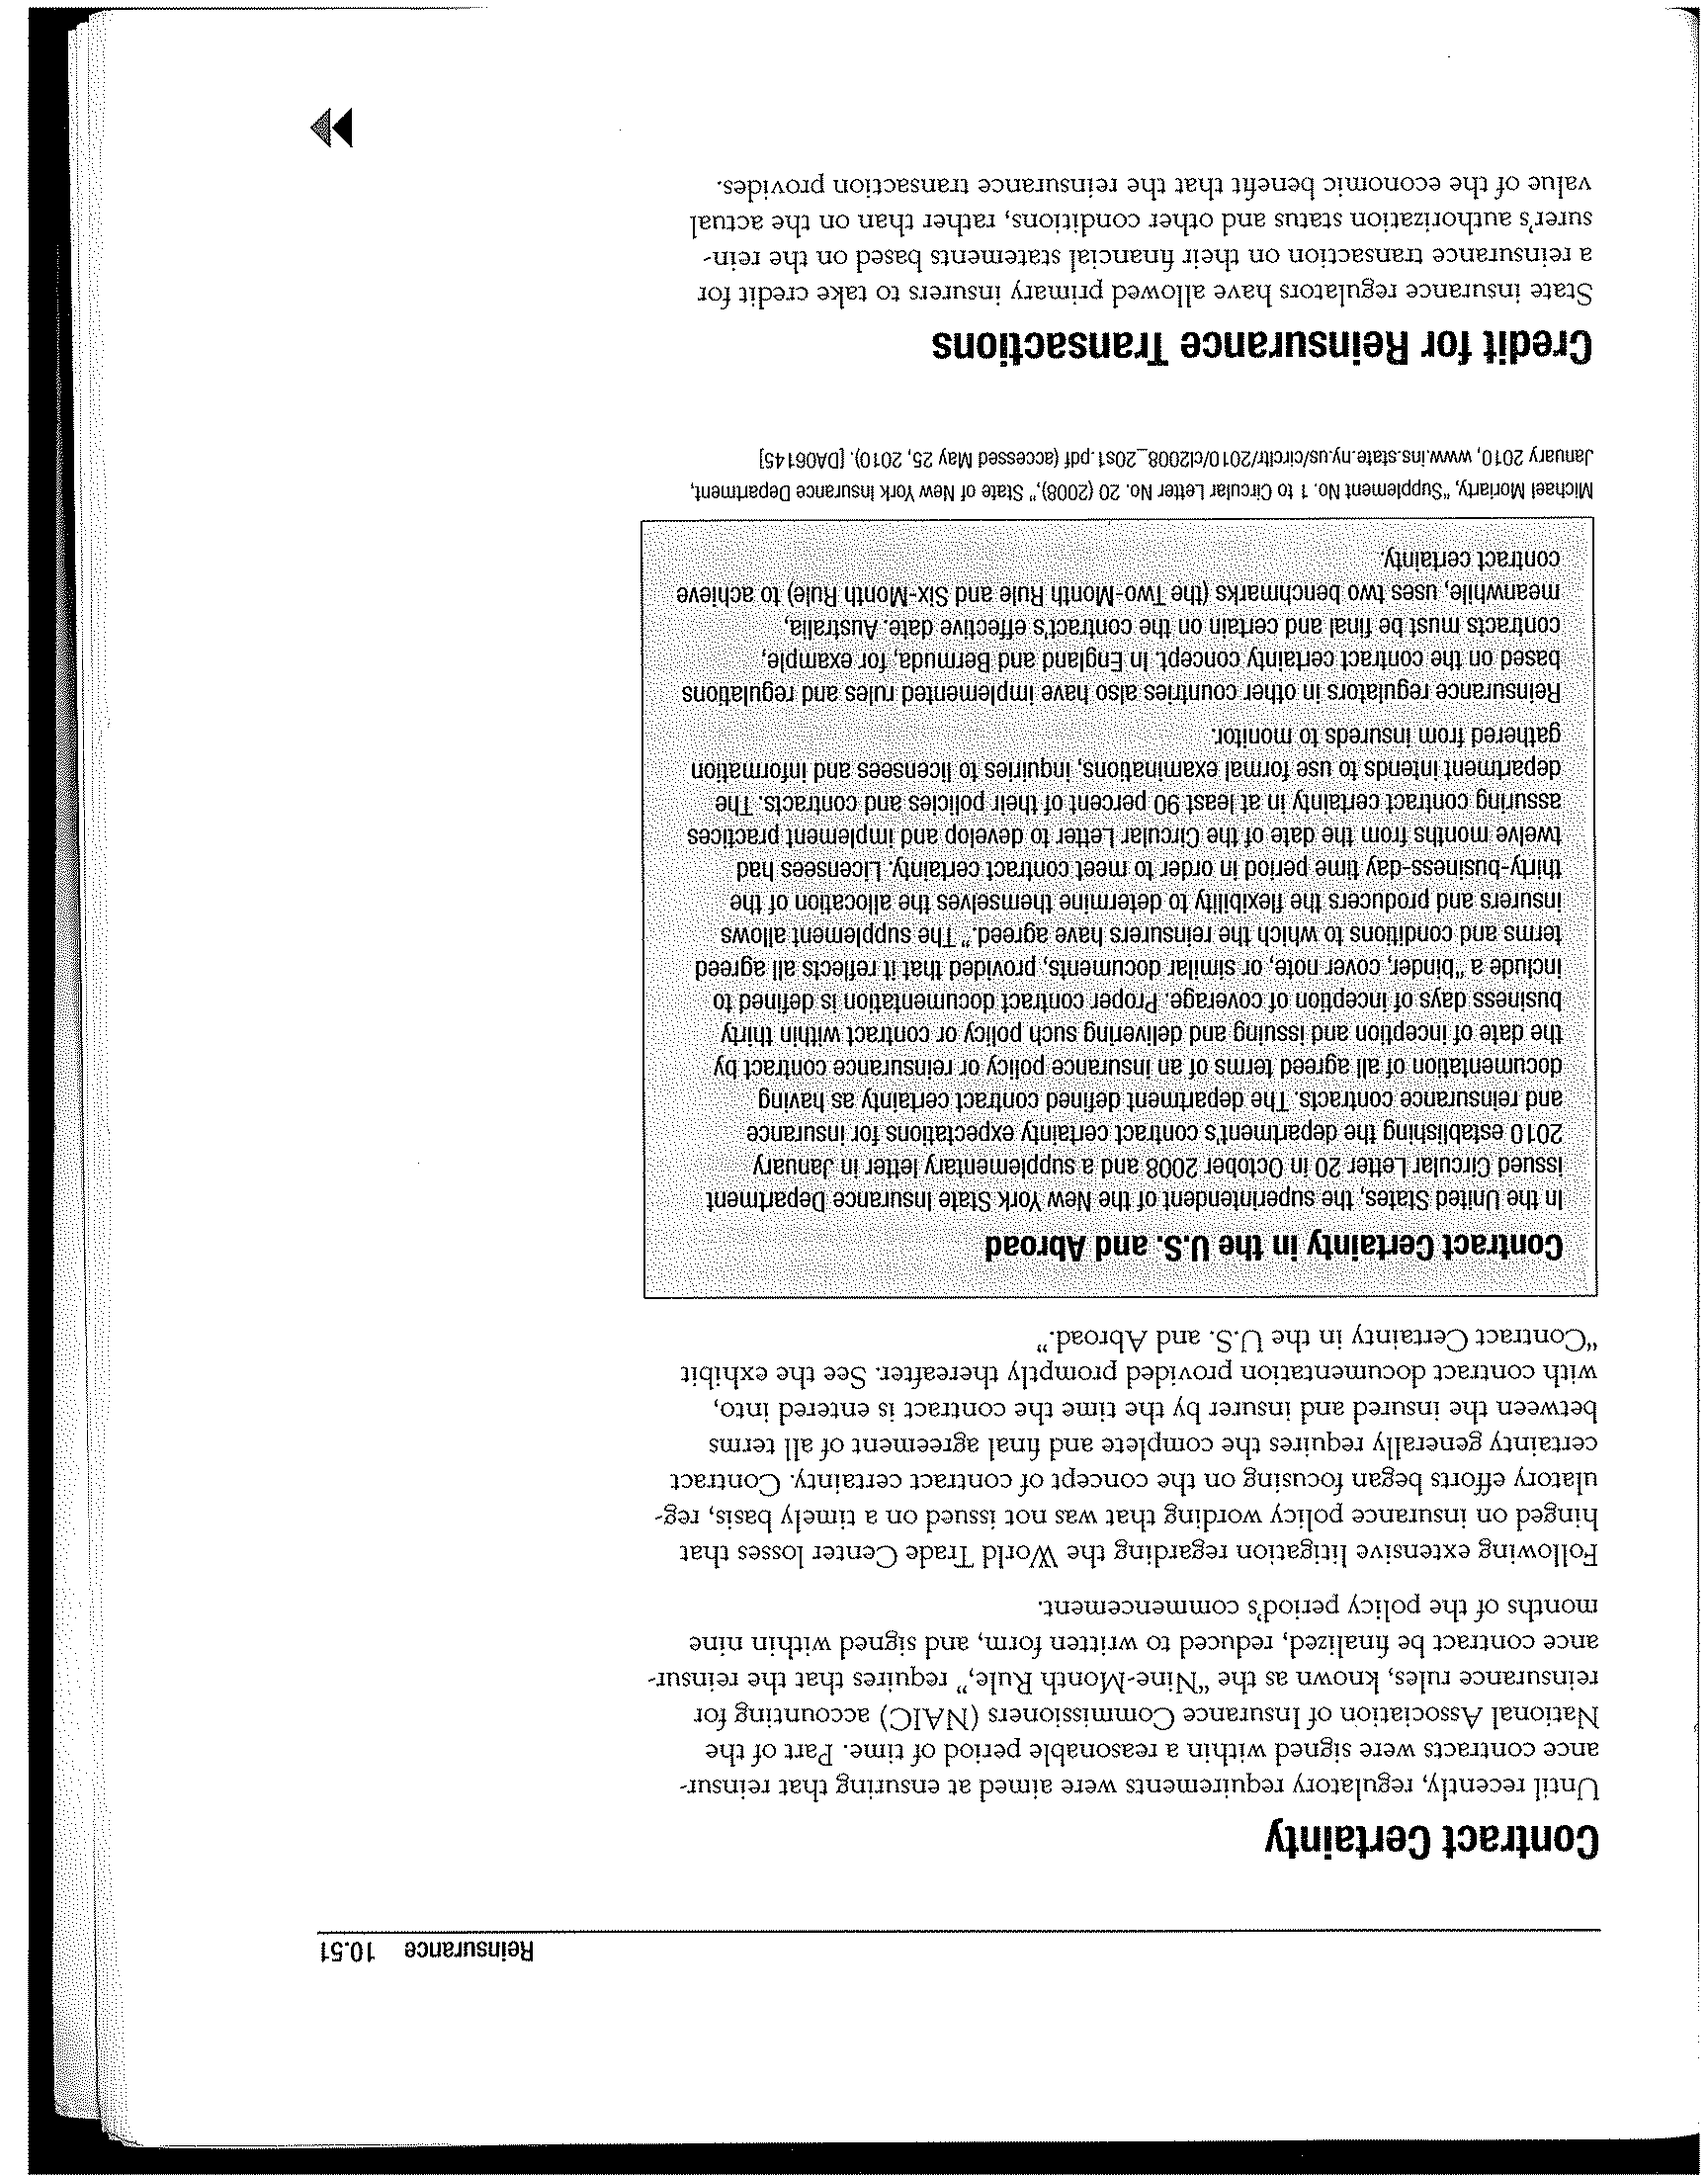 Reinsurance 10.51
Contract Certainty
Until recently, regulatory requirements were aimed at ensuring that reinsur-
ance contracts were signed within a reasonable period of time. Part of the
National Association of Insurance Commissioners (NAIC) accounting for
reinsurance rules, known as the “Nine-Month Rule,” requires that the reinsur-
ance contract be finalized, reduced to written form, and signed within nine
months of the policy period’s commencement.
Following extensive litigation regarding the World Trade Center losses that
hinged on insurance policy wording that was not issued on a timely basis, reg-
ulatory efforts began focusing on the concept of contract certainty. Contract
certainty generally requires the complete and final agreement of all terms
between the insured and insurer by the time the contract is entered into,
with contract documentation provided promptly thereafter. See the exhibit
“Contract Certainty in the U.S. and Abroad.”
Contract Certainty in the U.S. and Abroad
In the United States, the superintendent of the New York State Insurance Department
issued Circular Letter 20 in October 2008 and a supplementary letter in January
2010 establishing the department’s contract certainty expectations for insurance
and reinsurance contracts. The department defined contract certainty as having
documentation of all agreed terms of an insurance policy or reinsurance contract by
the date of inception and issuing and delivering such policy or contract within thirty
business days of inception of coverage. Proper contract documentation is defined to
include a “binder, cover note, or similar documents, provided that it reflects all agreed
terms and conditions to which the reinsurers have agreed.” The supplement allows
insurers and producers the flexibility to determine themselves the allocation of the
thirty-business-day time period in order to meet contract certainty. Licensees had
twelve months from the date of the Circular Letter to develop and implement practices
assuring contract certainty in at least 90 percent of their policies and contracts. The
department intends to use formal examinations, inquiries to licensees and information
gathered from insureds to monitor.
Reinsurance regulators in other countries also have implemented rules and regulations
based on the contract certainty concept. In England and Bermuda, for example,
contracts must be final and certain on the contract’s effective date. Australia,
meanwhile, uses two benchmarks (the Two-Month Rule and Six-Month Rule) to achieve
contract certainty.
Michael Moriarty, “Supplement No. 1 to Circular Letter No. 20 (2008),” State of New York Insurance Department,
January 2010, www.ins.state.ny.us/circltr/2010/cl2008_20s1.pdf (accessed May 25, 2010). [DA06145]
Credit for Reinsurance Transactions
State insurance regulators have allowed primary insurers to take credit for
a reinsurance transaction on their financial statements based on the rein-
surer’s authorization status and other conditions, rather than on the actual
value of the economic benefit that the reinsurance transaction provides.